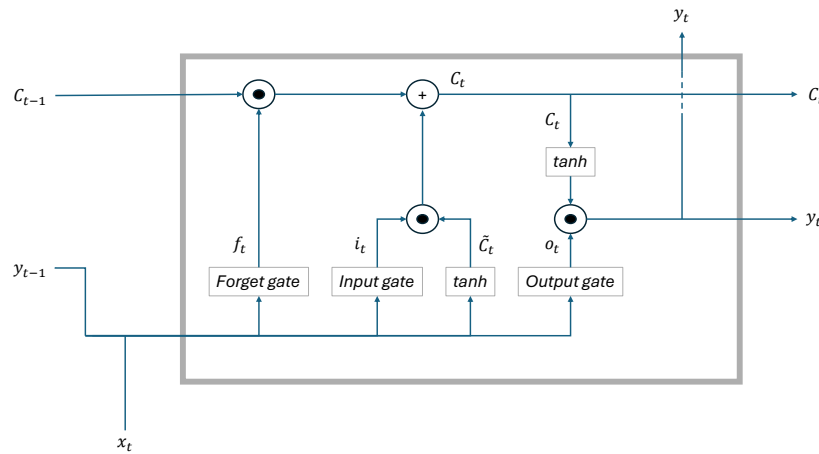 y_t
C_{t−1}
+
C_t
C_t
C_t
tanh
y_t
f_t
i_t
C̃_t
o_t
y_{t−1}
Forget gate
Input gate
tanh
Output gate
x_t